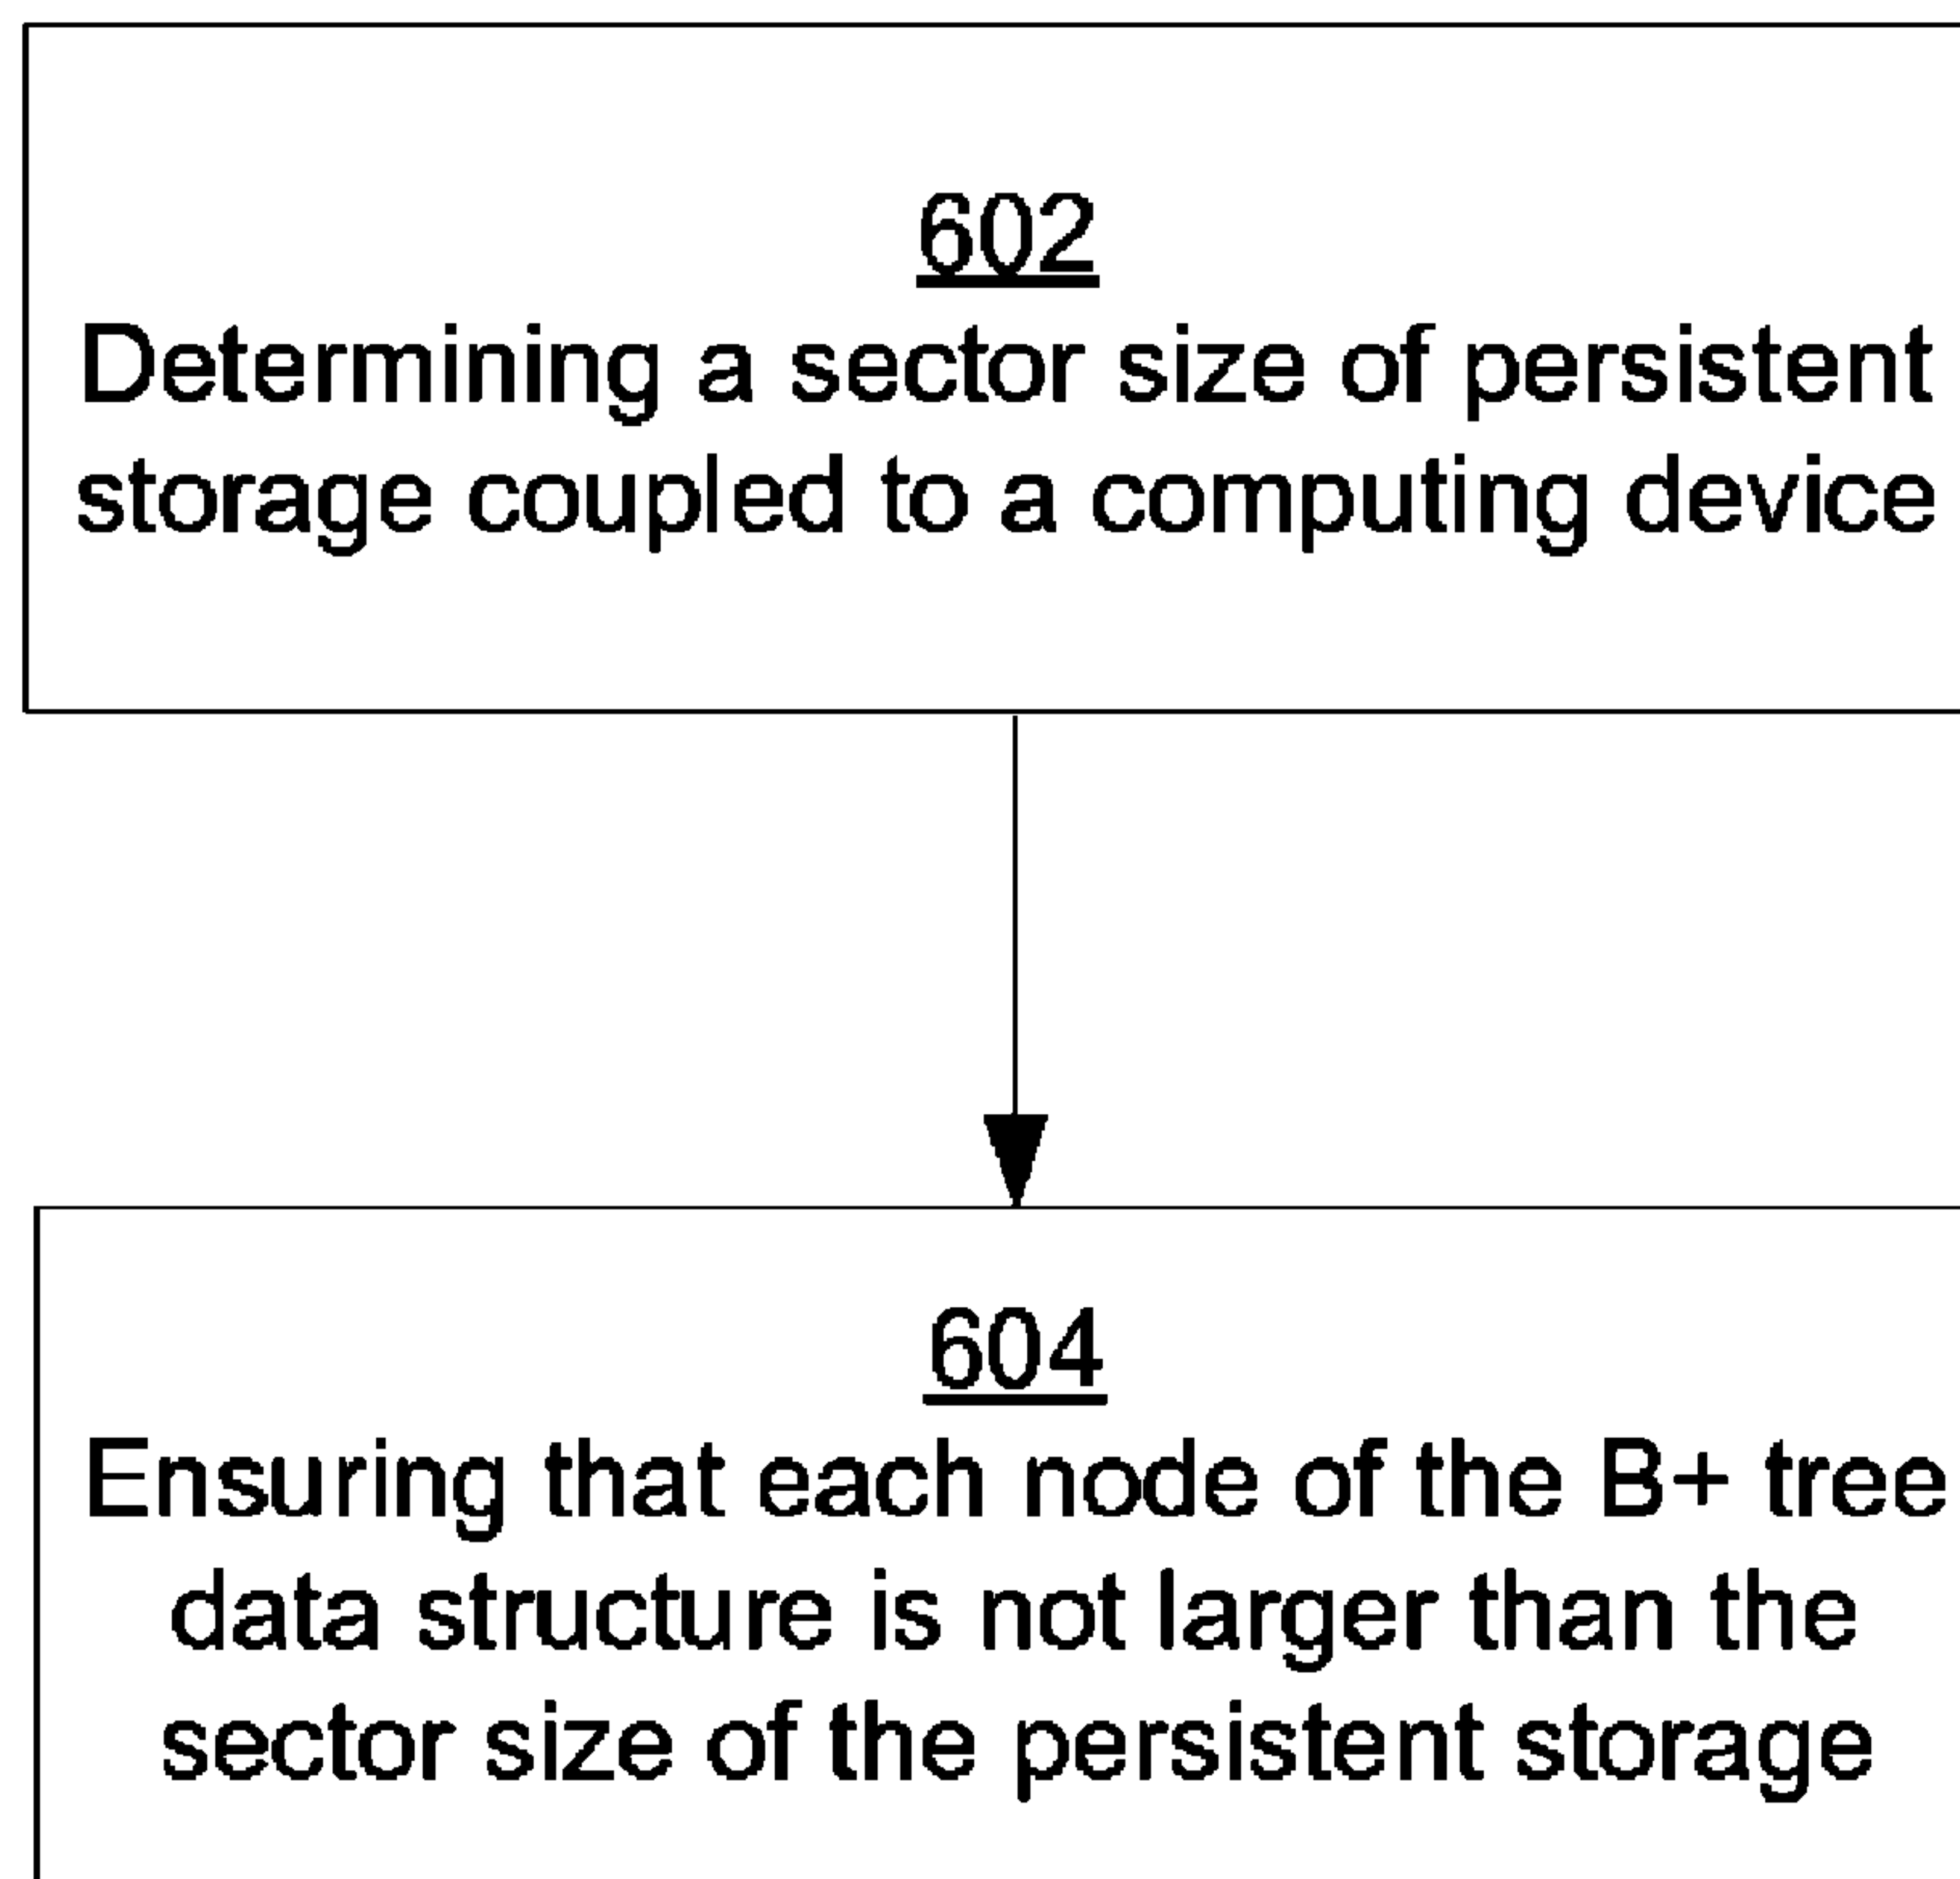 602
Determining a sector size of persistent
storage coupled to a computing device
604
Ensuring that each node of the B+ tree
data structure is not larger than the
sector size of the persistent storage